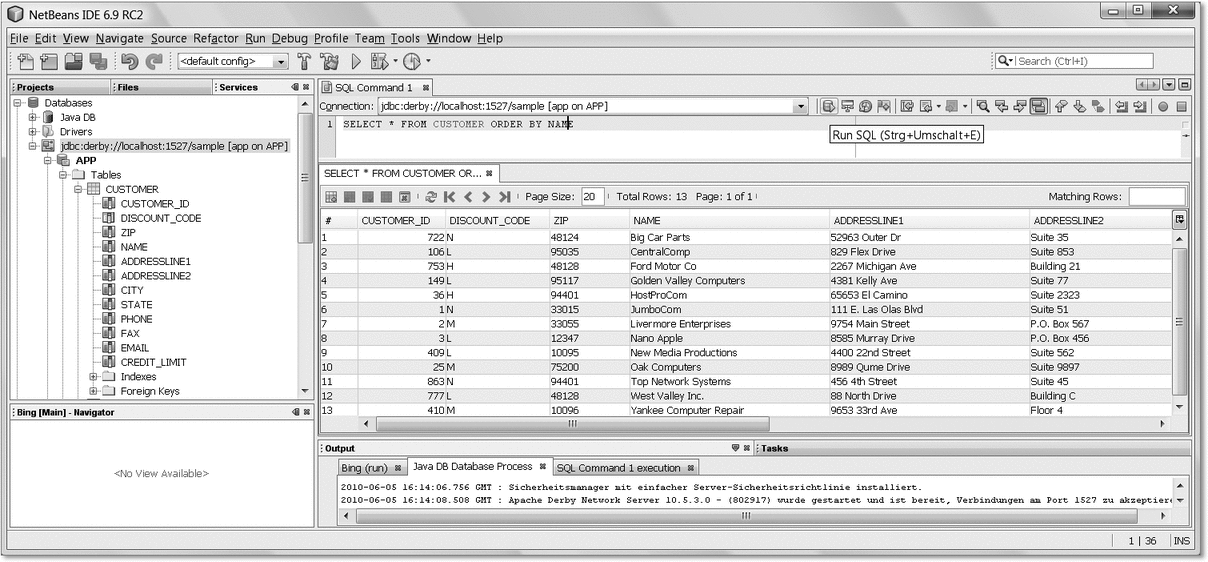 NetBeans IDE 6.9 RC2
File Edit View Navigate Source Refactor Run Debug Profile Team Tools Window Help
<default config>
Search (Ctrl+I)
Projects Files Services
Databases
Java DB
Drivers
jdbc:derby://localhost:1527/sample [app on APP]
APP
Tables
CUSTOMER
CUSTOMER_ID
DISCOUNT_CODE
ZIP
NAME
ADDRESSLINE1
ADDRESSLINE2
CITY
STATE
PHONE
FAX
EMAIL
CREDIT_LIMIT
Indexes
Foreign Keys
Bing [Main] - Navigator
<No View Available>
SQL Command 1
Connection: jdbc:derby://localhost:1527/sample [app on APP]
1 SELECT * FROM CUSTOMER ORDER BY NAME
Run SQL (Strg+Umschalt+E)
SELECT * FROM CUSTOMER OR...
Page Size: 20 Total Rows: 13 Page: 1 of 1 Matching Rows:
# CUSTOMER_ID DISCOUNT_CODE ZIP NAME ADDRESSLINE1 ADDRESSLINE2
1 722 N 48124 Big Car Parts 52963 Outer Dr Suite 35
2 106 L 95035 CentralComp 829 Flex Drive Suite 853
3 753 H 48128 Ford Motor Co 2267 Michigan Ave Building 21
4 149 L 95117 Golden Valley Computers 4381 Kelly Ave Suite 77
5 36 H 94401 HostProCom 65653 El Camino Suite 2323
6 1 N 33015 JumboCom 111 E. Las Olas Blvd Suite 51
7 2 M 33055 Livermore Enterprises 9754 Main Street P.O. Box 567
8 3 L 12347 Nano Apple 8585 Murray Drive P.O. Box 456
9 409 L 10095 New Media Productions 4400 22nd Street Suite 562
10 25 M 75200 Oak Computers 8989 Qume Drive Suite 9897
11 863 N 94401 Top Network Systems 456 4th Street Suite 45
12 777 L 48128 West Valley Inc. 88 North Drive Building C
13 410 M 10096 Yankee Computer Repair 9653 33rd Ave Floor 4
Output Tasks
Bing (run) Java DB Database Process SQL Command 1 execution
2010-06-05 16:14:06.756 GMT : Sicherheitsmanager mit einfacher Server-Sicherheitsrichtlinie installiert.
2010-06-05 16:14:08.508 GMT : Apache Derby Network Server 10.5.3.0 - (802917) wurde gestartet und ist bereit, Verbindungen am Port 1527 zu akzeptiere
1 | 36 INS